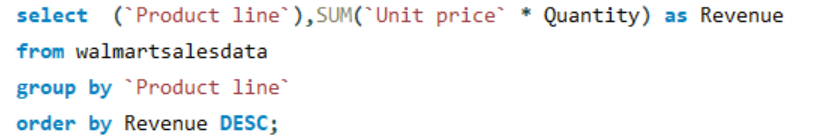 select  (`Product line`),SUM(`Unit price` * Quantity) as Revenue
from walmartsalesdata
group by `Product line`
order by Revenue DESC;